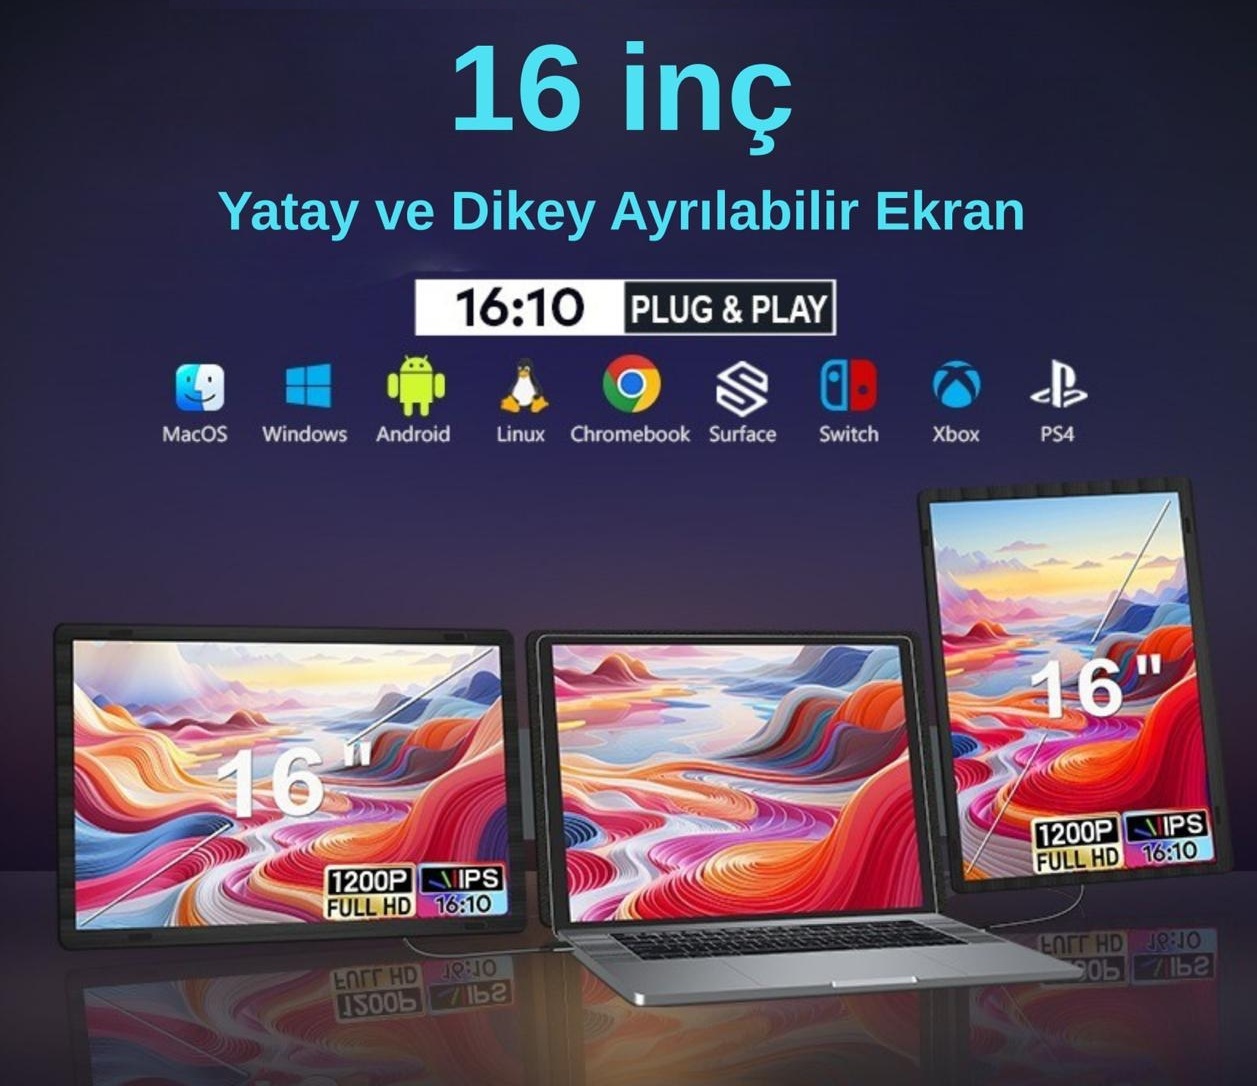 16 inç
Yatay ve Dikey Ayrılabilir Ekran
16:10 PLUG & PLAY
MacOS Windows Android Linux Chromebook Surface Switch Xbox PS4
16"
1200P IPS
FULL HD 16:10
16"
1200P IPS
FULL HD 16:10